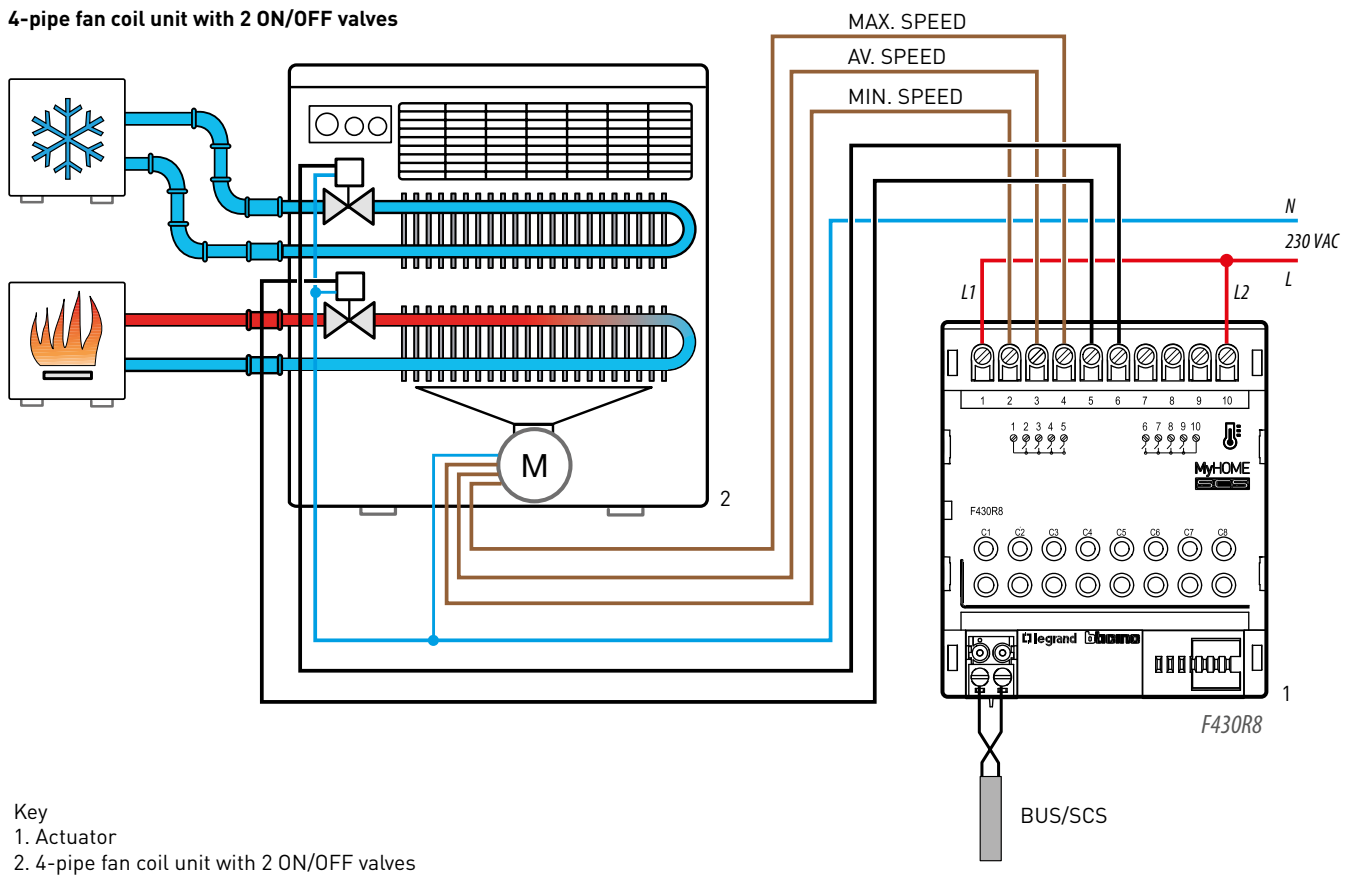 4-pipe fan coil unit with 2 ON/OFF valves
MAX. SPEED
AV. SPEED
MIN. SPEED
N
230 VAC
L
L1
L2
1 2 3 4 5 6 7 8 9 10
1 2 3 4 5
6 7 8 9 10
MyHOME
SCS
F430R8
C1 C2 C3 C4 C5 C6 C7 C8
legrand bticino
M
2
1
F430R8
BUS/SCS
Key
1. Actuator
2. 4-pipe fan coil unit with 2 ON/OFF valves